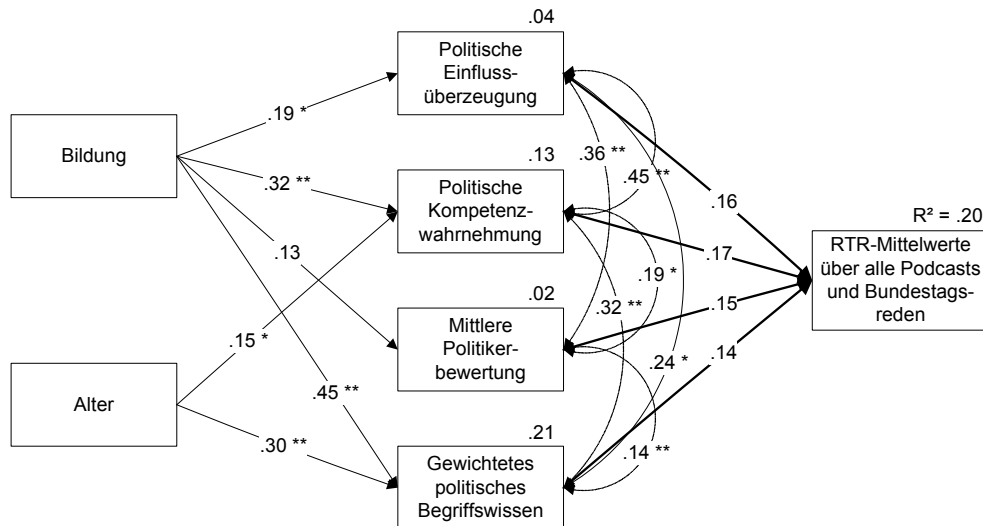 .04
Politische
Einfluss-
überzeugung
.19 *
Bildung
.36 **
.45 **
.13
.32 **
Politische
Kompetenz-
wahrnehmung
.16
R² = .20
RTR-Mittelwerte
über alle Podcasts
und Bundestags-
reden
.17
.13
.19 *
.32 **
.02
.15
Mittlere
Politiker-
bewertung
.15 *
.14
.24 *
Alter
.45 **
.30 **
.21
.14 **
Gewichtetes
politisches
Begriffswissen